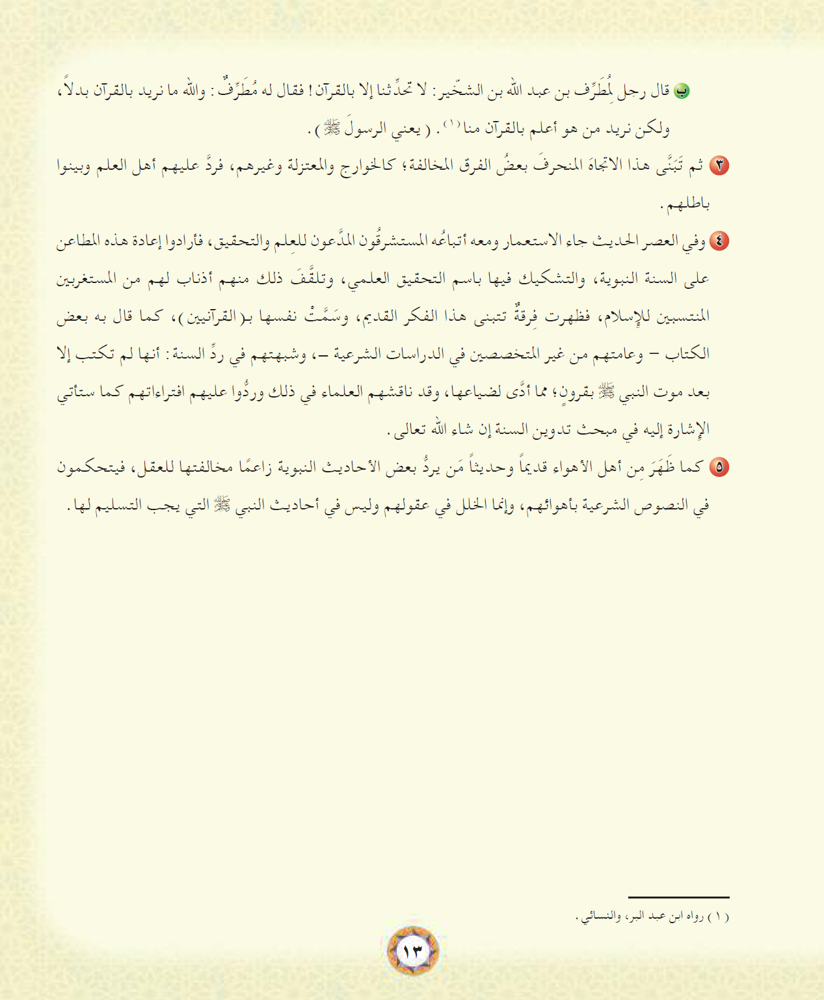 ب قال رجل لِمُطَرِّف بن عبد الله بن الشخّير: لا تحدِّثنا إلا بالقرآن! فقال له مُطَرِّفٌ: والله ما نريد بالقرآن بدلاً،
ولكن نريد من هو أعلم بالقرآن منا(١). (يعني الرسولَ ﷺ).
٣ ثم تَبَنَّى هذا الاتجاهَ المنحرفَ بعضُ الفرق المخالفة؛ كالخوارج والمعتزلة وغيرهم، فردَّ عليهم أهل العلم وبينوا
باطلهم.
٤ وفي العصر الحديث جاء الاستعمار ومعه أتباعُه المستشرقُون المدَّعون للعِلم والتحقيق، فأرادوا إعادة هذه المطاعن
على السنة النبوية، والتشكيك فيها باسم التحقيق العلمي، وتلقَّفَ ذلك منهم أذناب لهم من المستغربين
المنتسبين للإِسلام، فظهرت فِرقةٌ تتبنى هذا الفكر القديم، وسَمَّتْ نفسها بـ(القرآنيين)، كما قال به بعض
الكتاب – وعامتهم من غير المتخصصين في الدراسات الشرعية –، وشبهتهم في ردِّ السنة: أنها لم تكتب إلا
بعد موت النبي ﷺ بقرونٍ؛ مما أدَّى لضياعها، وقد ناقشهم العلماء في ذلك وردُّوا عليهم افتراءاتهم كما ستأتي
الإِشارة إليه في مبحث تدوين السنة إن شاء الله تعالى.
٥ كما ظَهَرَ مِن أهل الأهواء قديماً وحديثاً مَن يردُّ بعض الأحاديث النبوية زاعمًا مخالفتها للعقل، فيتحكمون
في النصوص الشرعية بأهوائهم، وإنما الخلل في عقولهم وليس في أحاديث النبي ﷺ التي يجب التسليم لها.
(١) رواه ابن عبد البر، والنسائي.
١٣